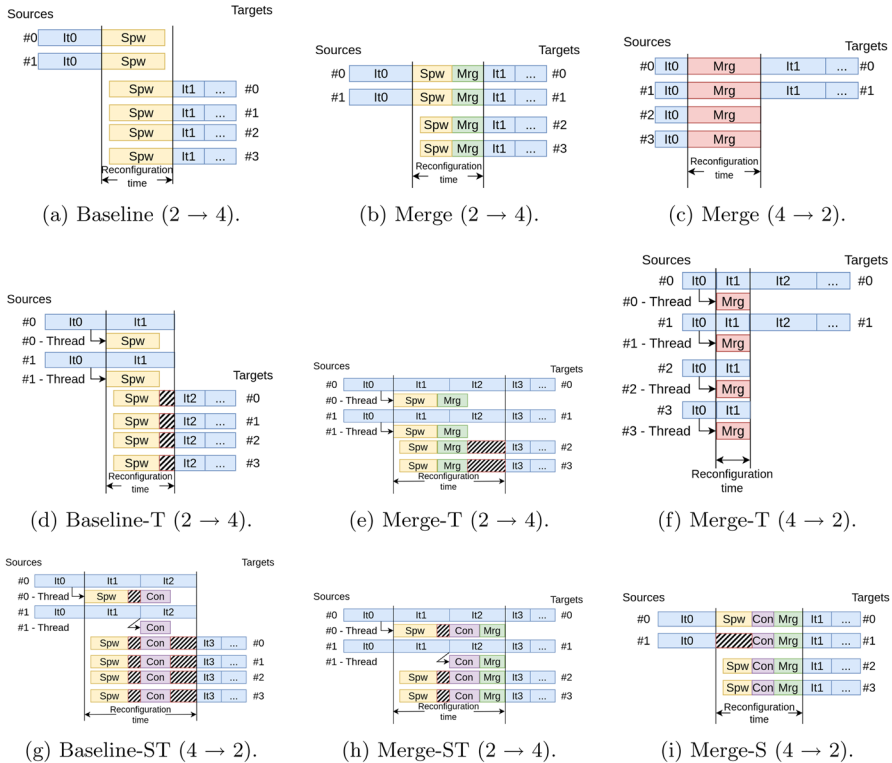 Sources
Targets
#0 It0 Spw
#1 It0 Spw
Spw It1 ... #0
Spw It1 ... #1
Spw It1 ... #2
Spw It1 ... #3
Reconfiguration
time
(a) Baseline (2 → 4).
Sources
Targets
#0 It0 Spw Mrg It1 ... #0
#1 It0 Spw Mrg It1 ... #1
Spw Mrg It1 ... #2
Spw Mrg It1 ... #3
Reconfiguration
time
(b) Merge (2 → 4).
Sources
Targets
#0 It0 Mrg It1 ... #0
#1 It0 Mrg It1 ... #1
#2 It0 Mrg
#3 It0 Mrg
Reconfiguration
time
(c) Merge (4 → 2).
Sources
#0 It0 It1
#0 - Thread Spw
#1 It0 It1
#1 - Thread Spw
Targets
Spw It2 ... #0
Spw It2 ... #1
Spw It2 ... #2
Spw It2 ... #3
Reconfiguration
time
(d) Baseline-T (2 → 4).
Sources
Targets
#0 It0 It1 It2 It3 ... #0
#0 - Thread Spw Mrg
#1 It0 It1 It2 It3 ... #1
#1 - Thread Spw Mrg
Spw Mrg It3 ... #2
Spw Mrg It3 ... #3
Reconfiguration
time
(e) Merge-T (2 → 4).
Sources
Targets
#0 It0 It1 It2 ... #0
#0 - Thread Mrg
#1 It0 It1 It2 ... #1
#1 - Thread Mrg
#2 It0 It1
#2 - Thread Mrg
#3 It0 It1
#3 - Thread Mrg
Reconfiguration
time
(f) Merge-T (4 → 2).
Sources
Targets
#0 It0 It1 It2
#0 - Thread Spw Con
#1 It0 It1 It2
#1 - Thread Con
Spw Con It3 ... #0
Spw Con It3 ... #1
Spw Con It3 ... #2
Spw Con It3 ... #3
Reconfiguration
time
(g) Baseline-ST (4 → 2).
Sources
Targets
#0 It0 It1 It2 It3 ... #0
#0 - Thread Spw Con Mrg
#1 It0 It1 It2 It3 ... #1
#1 - Thread Con Mrg
Spw Con Mrg It3 ... #2
Spw Con Mrg It3 ... #3
Reconfiguration
time
(h) Merge-ST (2 → 4).
Sources
Targets
#0 It0 Spw Con Mrg It1 ... #0
#1 It0 Con Mrg It1 ... #1
Spw Con Mrg It1 ... #2
Spw Con Mrg It1 ... #3
Reconfiguration
time
(i) Merge-S (4 → 2).